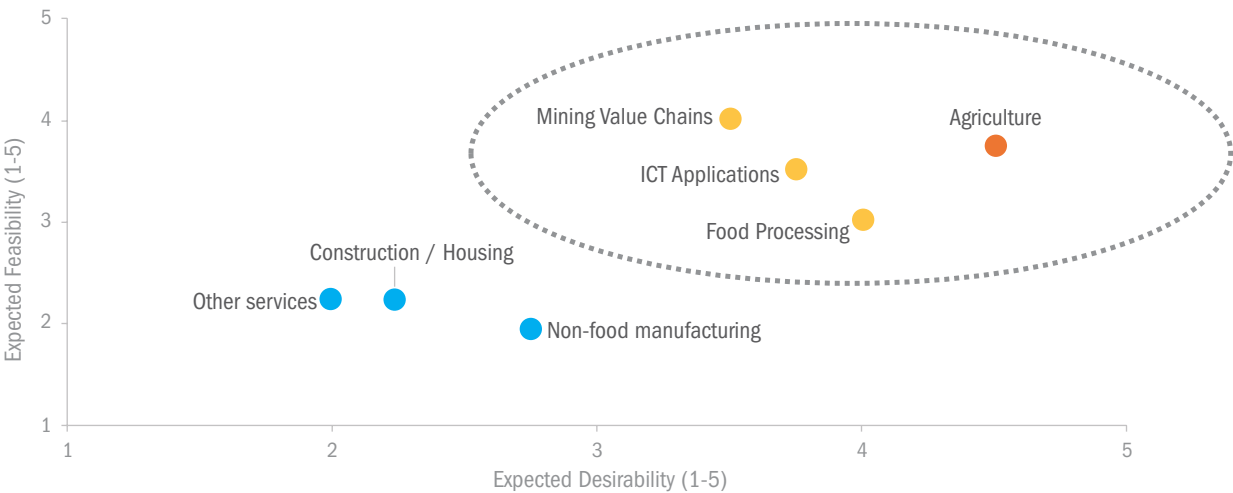 5
Mining Value Chains
Agriculture
4
ICT Applications
Food Processing
3
Construction / Housing
Other services
2
Non-food manufacturing
1
Expected Feasibility (1-5)
1
2
3
4
5
Expected Desirability (1-5)